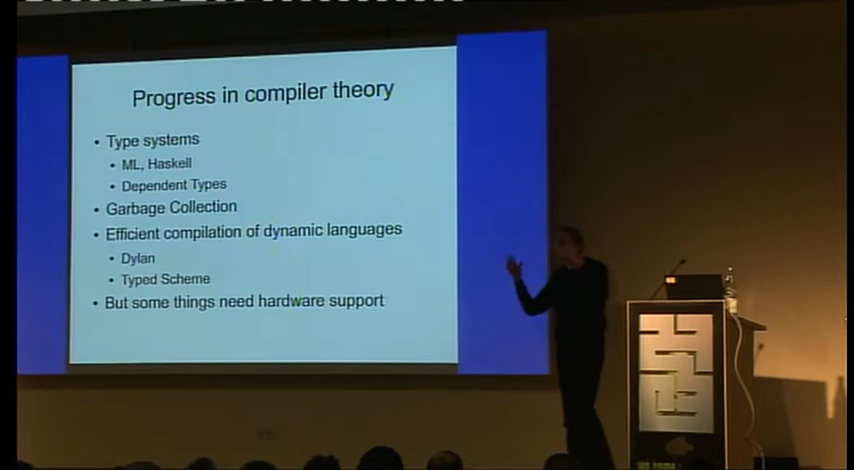 Progress in compiler theory
• Type systems
• ML, Haskell
• Dependent Types
• Garbage Collection
• Efficient compilation of dynamic languages
• Dylan
• Typed Scheme
• But some things need hardware support